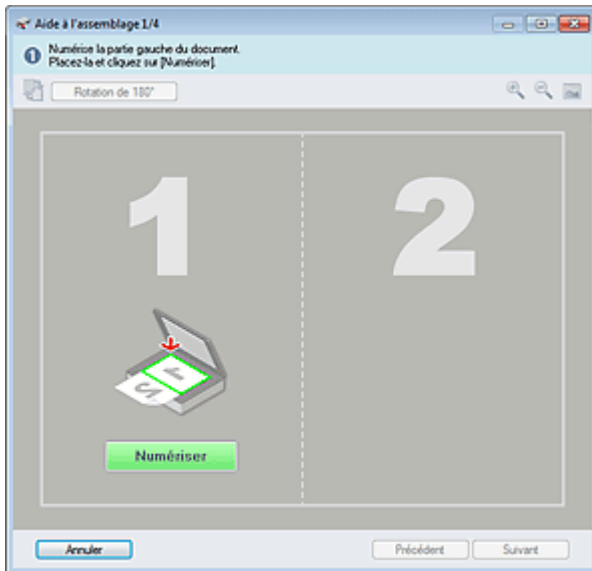 Aide à l'assemblage 1/4
Numérise la partie gauche du document.
Placez-la et cliquez sur [Numériser].
Rotation de 180°
1
2
Numériser
Annuler
Précédent
Suivant